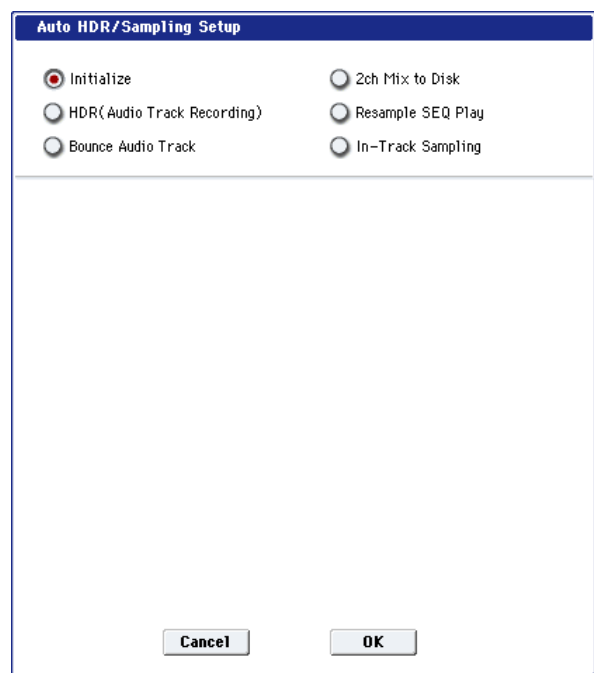 Auto HDR/Sampling Setup
Initialize
2ch Mix to Disk
HDR(Audio Track Recording)
Resample SEQ Play
Bounce Audio Track
In-Track Sampling
Cancel
OK